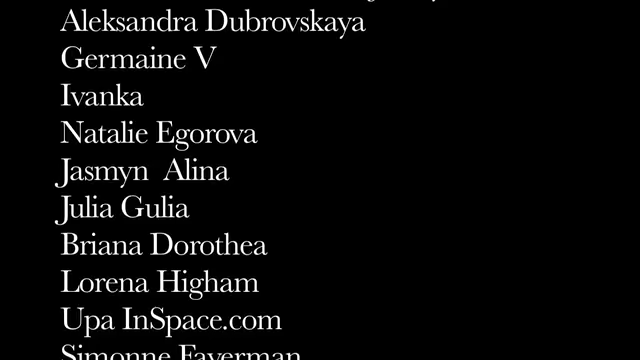 Aleksandra Dubrovskaya
Germaine V
Ivanka
Natalie Egorova
Jasmyn  Alina
Julia Gulia
Briana Dorothea
Lorena Higham
Upa InSpace.com
Simonne Faverman